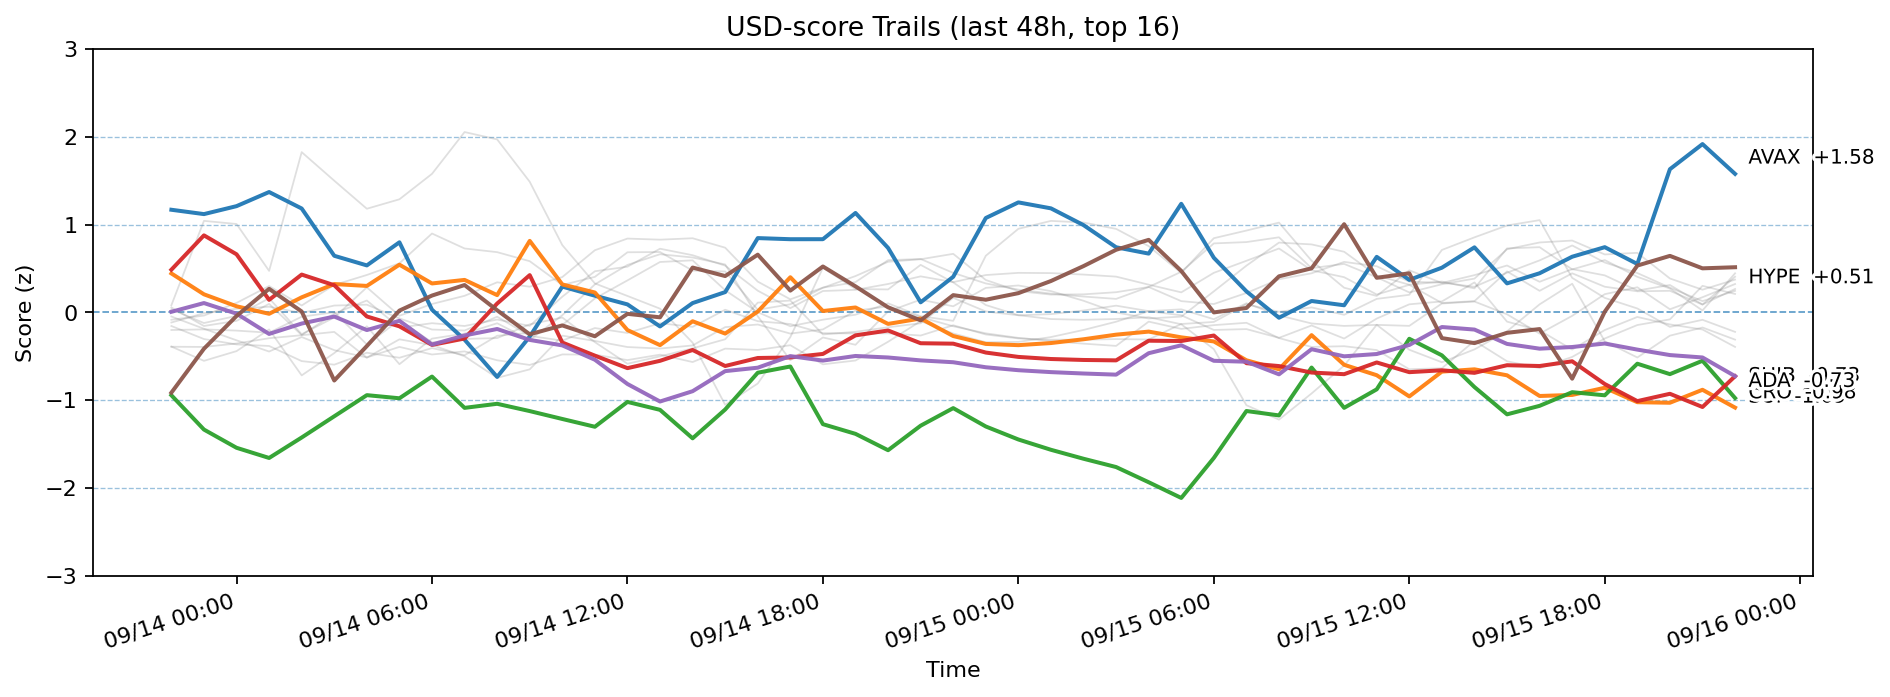 USD-score Trails (last 48h, top 16)
3
2
1
0
−1
−2
−3
Score (z)
AVAX +1.58
HYPE +0.51
ADA -0.73
CRO -0.98
09/14 00:00
09/14 06:00
09/14 12:00
09/14 18:00
09/15 00:00
09/15 06:00
09/15 12:00
09/15 18:00
09/16 00:00
Time